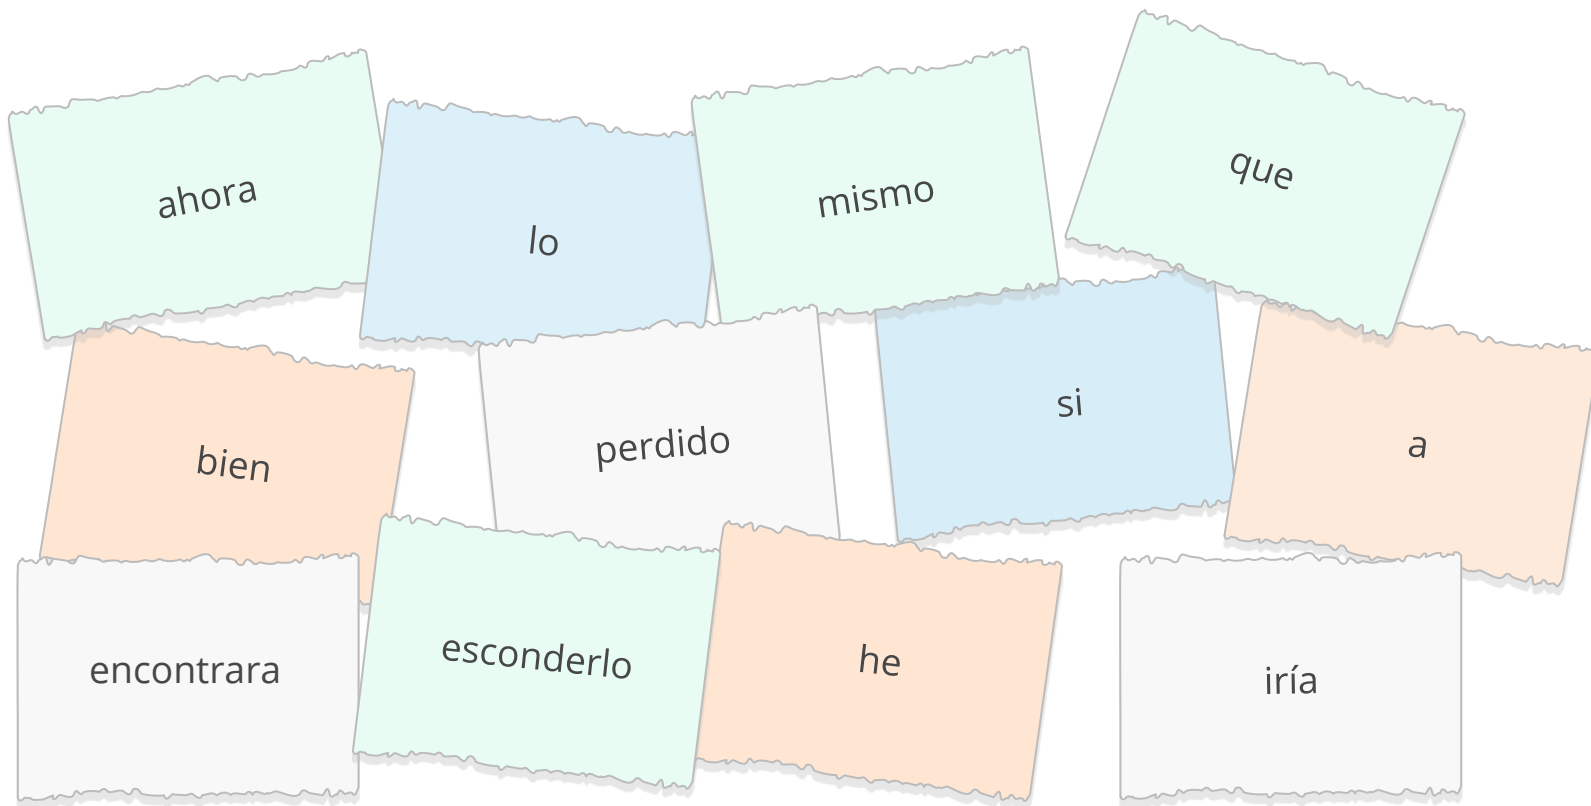 ahora lo mismo que
bien perdido si a
encontrara esconderlo he iría